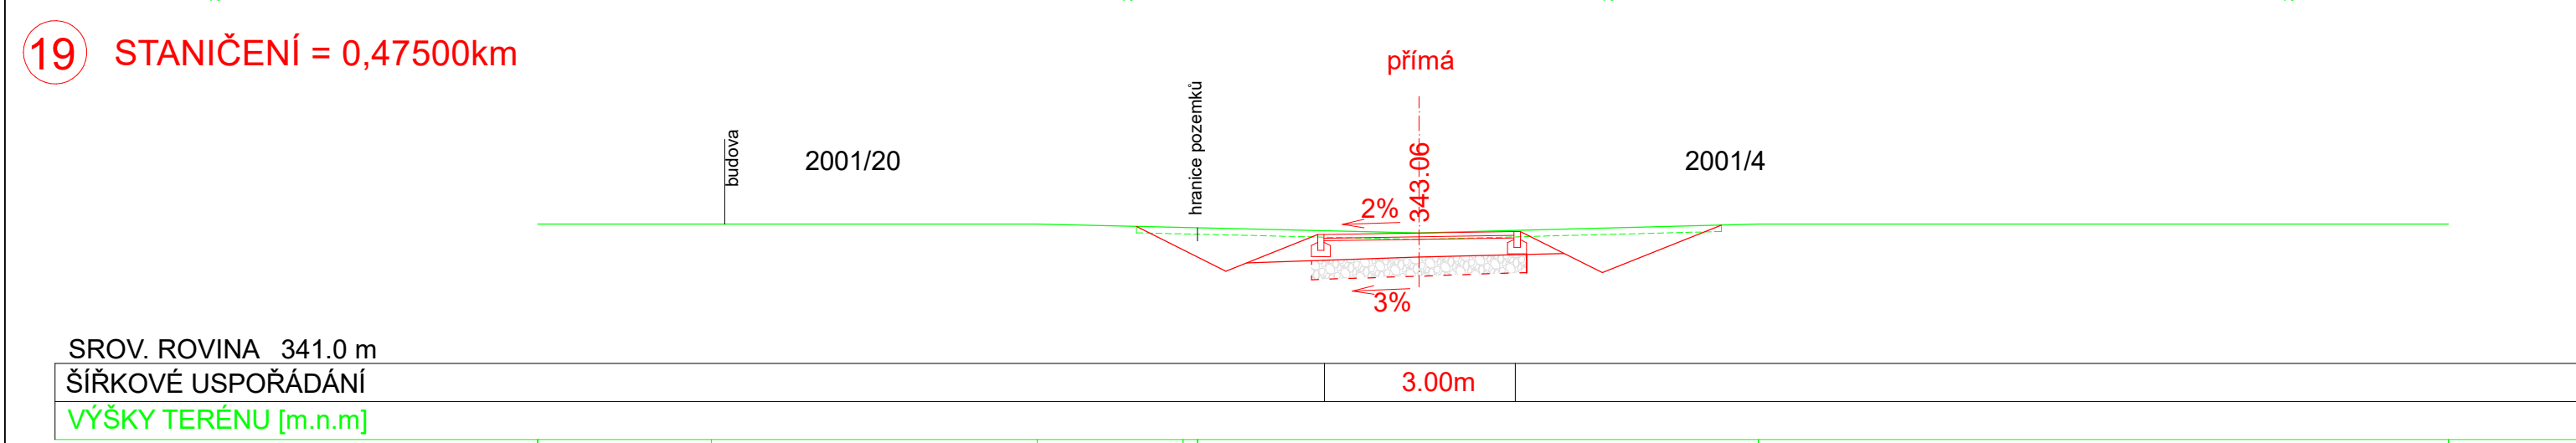 19 STANIČENÍ = 0,47500km
přímá
budova
2001/20
hranice pozemků
343.06
2001/4
2%
3%
SROV. ROVINA 341.0 m
ŠÍŘKOVÉ USPOŘÁDÁNÍ 3.00m
VÝŠKY TERÉNU [m.n.m]